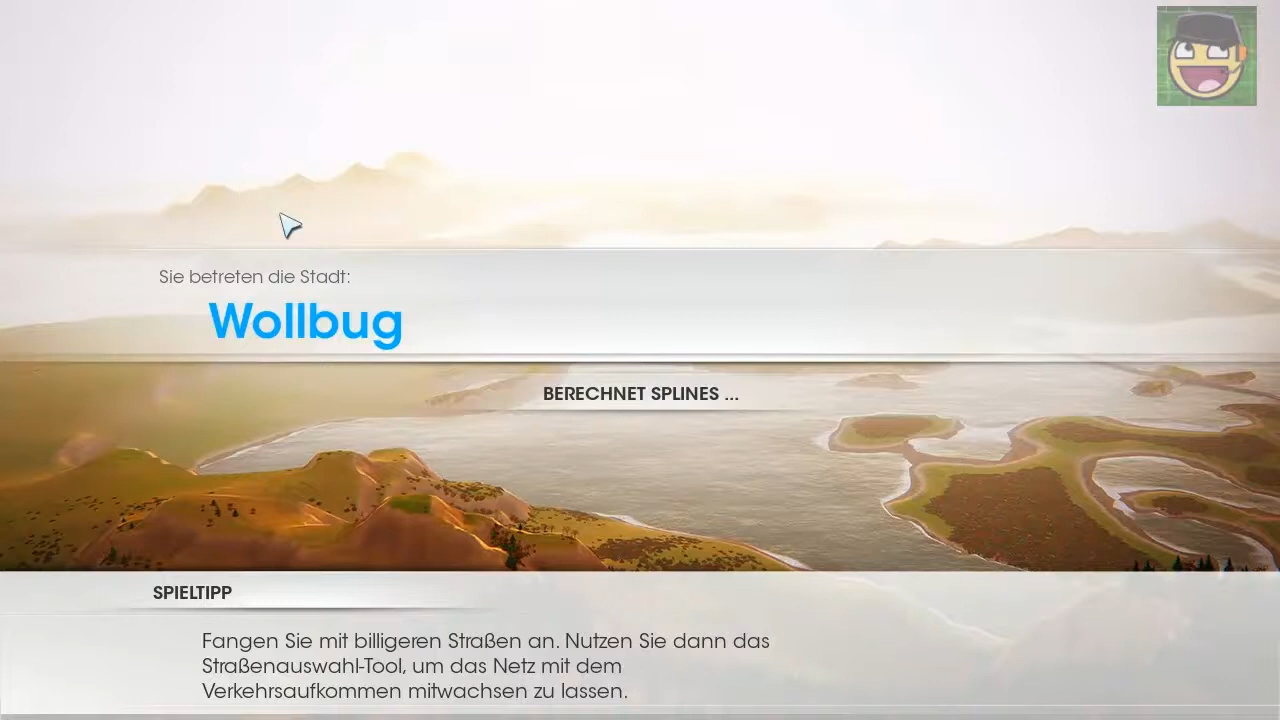 Sie betreten die Stadt:
Wollbug
BERECHNET SPLINES ...
SPIELTIPP
Fangen Sie mit billigeren Straßen an. Nutzen Sie dann das
Straßenauswahl-Tool, um das Netz mit dem
Verkehrsaufkommen mitwachsen zu lassen.